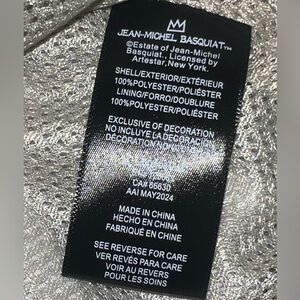 JEAN-MICHEL BASQUIAT™
©Estate of Jean-Michel
Basquiat, Licensed by
Artestar, New York.
SHELL/EXTERIOR/EXTÉRIEUR
100%POLYESTER/POLIÉSTER
LINING/FORRO/DOUBLURE
100%POLYESTER/POLIÉSTER
EXCLUSIVE OF DECORATION
NO INCLUYE LA DECORACIÓN
DÉCORATION
CA# 66630
AAI MAY2024
MADE IN CHINA
HECHO EN CHINA
FABRIQUÉ EN CHINE
SEE REVERSE FOR CARE
VER REVÉS PARA CARE
VOIR AU REVERS
POUR LES SOINS